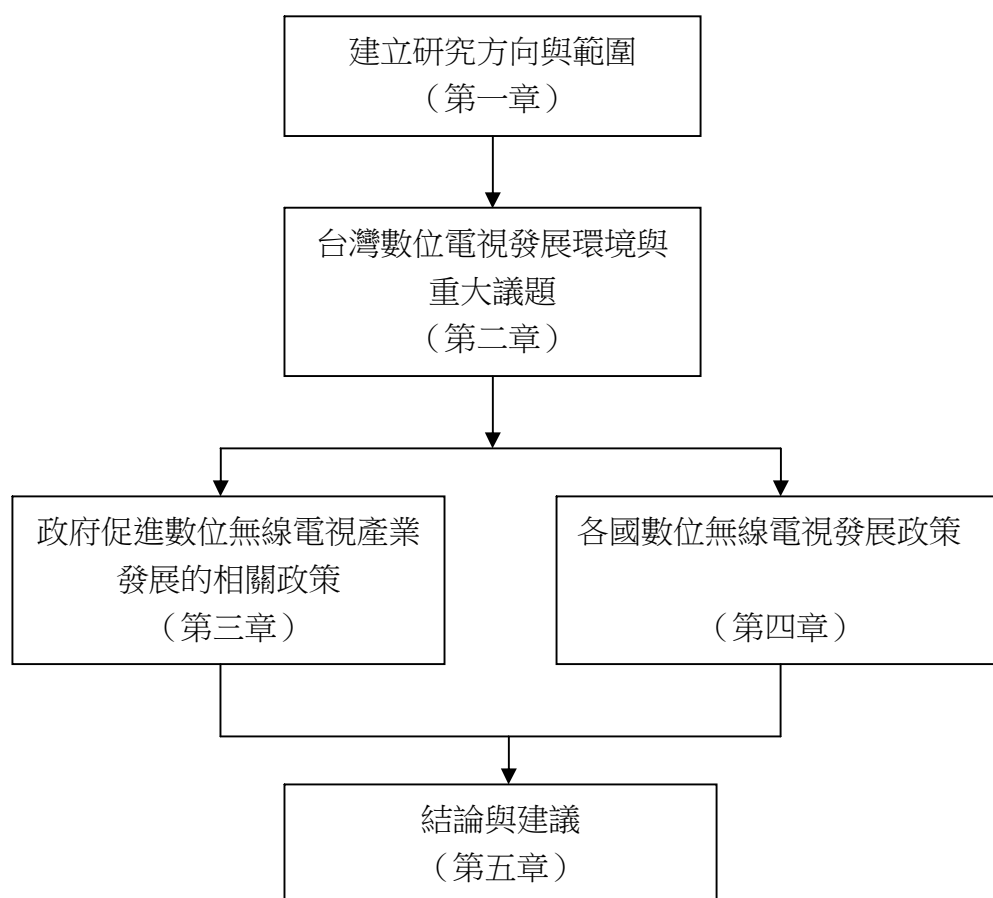 建立研究方向與範圍
（第一章）
台灣數位電視發展環境與
重大議題
（第二章）
政府促進數位無線電視產業
發展的相關政策
（第三章）
各國數位無線電視發展政策
（第四章）
結論與建議
（第五章）